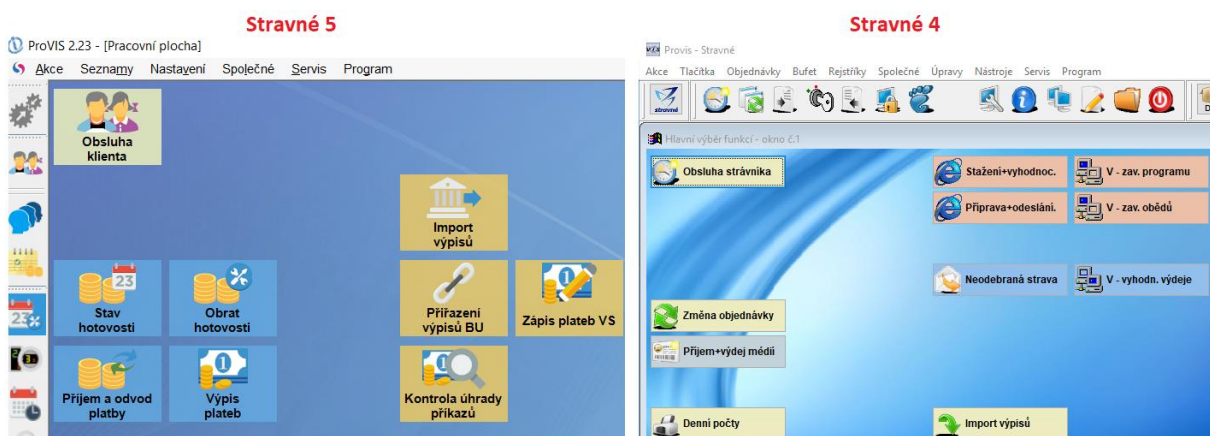 Stravné 5
ProVIS 2.23 - [Pracovní plocha]
Akce Seznamy Nastavení Společné Servis Program
Obsluha
klienta
Import
výpisů
23
Stav
hotovosti
Obrat
hotovosti
Přiřazení
výpisů BU
Zápis plateb VS
23
Příjem a odvod
platby
Výpis
plateb
Kontrola úhrady
příkazů
Stravné 4
Provis - Stravné
Akce Tlačítka Objednávky Bufet Rejstříky Společné Úpravy Nástroje Servis Program
stravné
Hlavní výběr funkcí - okno č.1
Obsluha strávníka
Stažení+vyhodnoc.
V - zav. programu
Příprava+odeslání.
V - zav. obědů
Neodebraná strava
V - vyhodn. výdeje
Změna objednávky
Příjem+výdej médií
Denní počty
Import výpisů